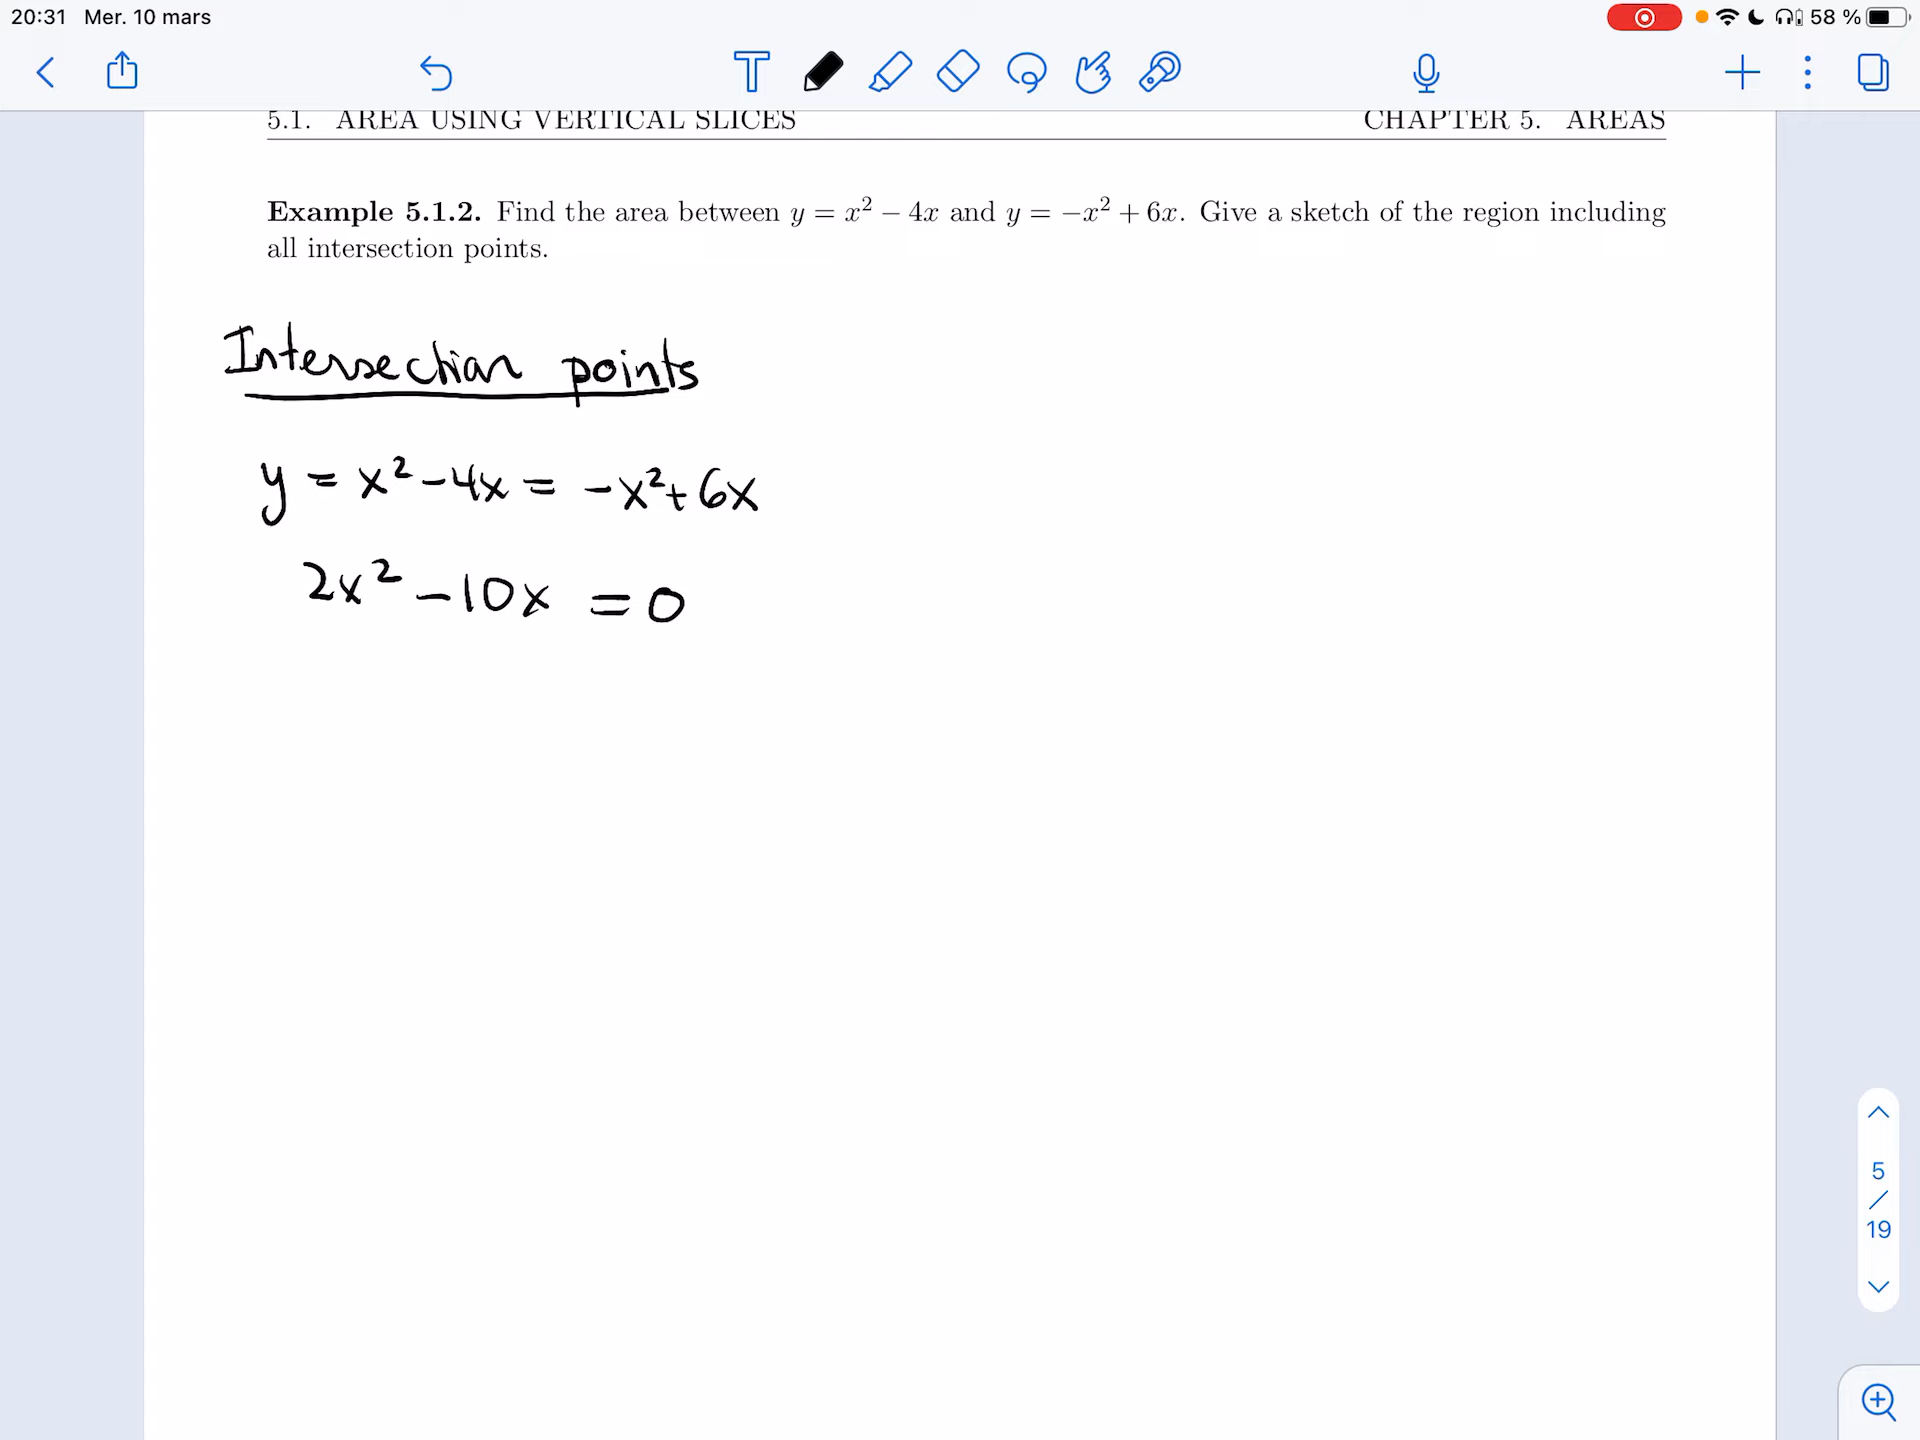 20:31 Mer. 10 mars 58 %
T
5.1. AREA USING VERTICAL SLICES CHAPTER 5. AREAS
Example 5.1.2. Find the area between y = x² − 4x and y = −x² + 6x. Give a sketch of the region including
all intersection points.
Intersection points
y = x² - 4x = -x² + 6x
2x² - 10x = 0
5
/
19